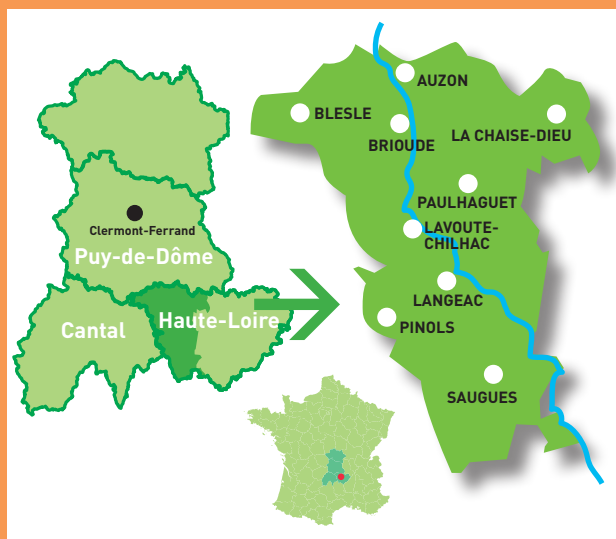 Clermont-Ferrand
Puy-de-Dôme
Cantal
Haute-Loire
AUZON
BLESLE
BRIOUDE
LA CHAISE-DIEU
PAULHAGUET
LAVOUTE-
CHILHAC
LANGEAC
PINOLS
SAUGUES